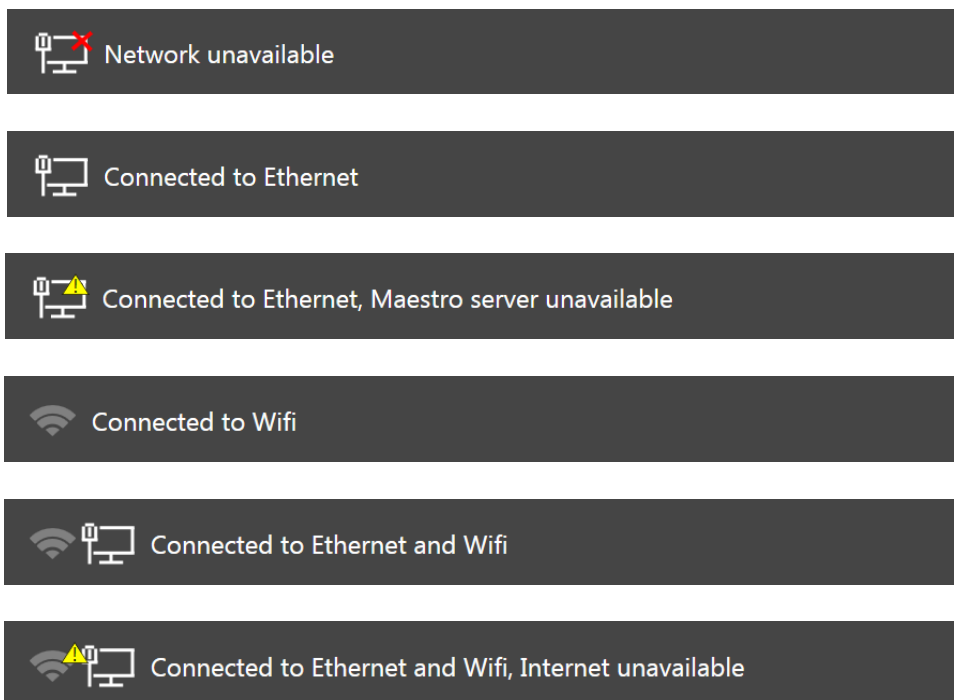 Network unavailable
Connected to Ethernet
Connected to Ethernet, Maestro server unavailable
Connected to Wifi
Connected to Ethernet and Wifi
Connected to Ethernet and Wifi, Internet unavailable